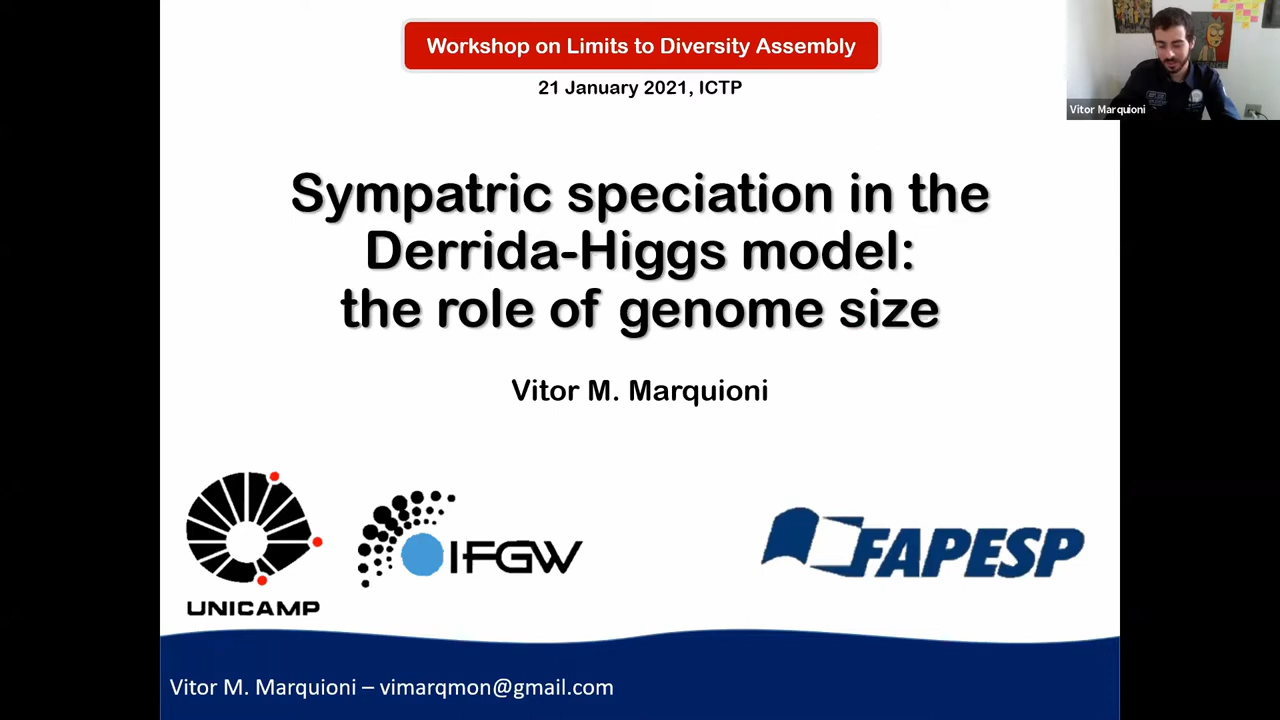 Workshop on Limits to Diversity Assembly
21 January 2021, ICTP
Vitor Marquioni
Sympatric speciation in the
Derrida-Higgs model:
the role of genome size
Vitor M. Marquioni
UNICAMP
IFGW
FAPESP
Vitor M. Marquioni – vimarqmon@gmail.com